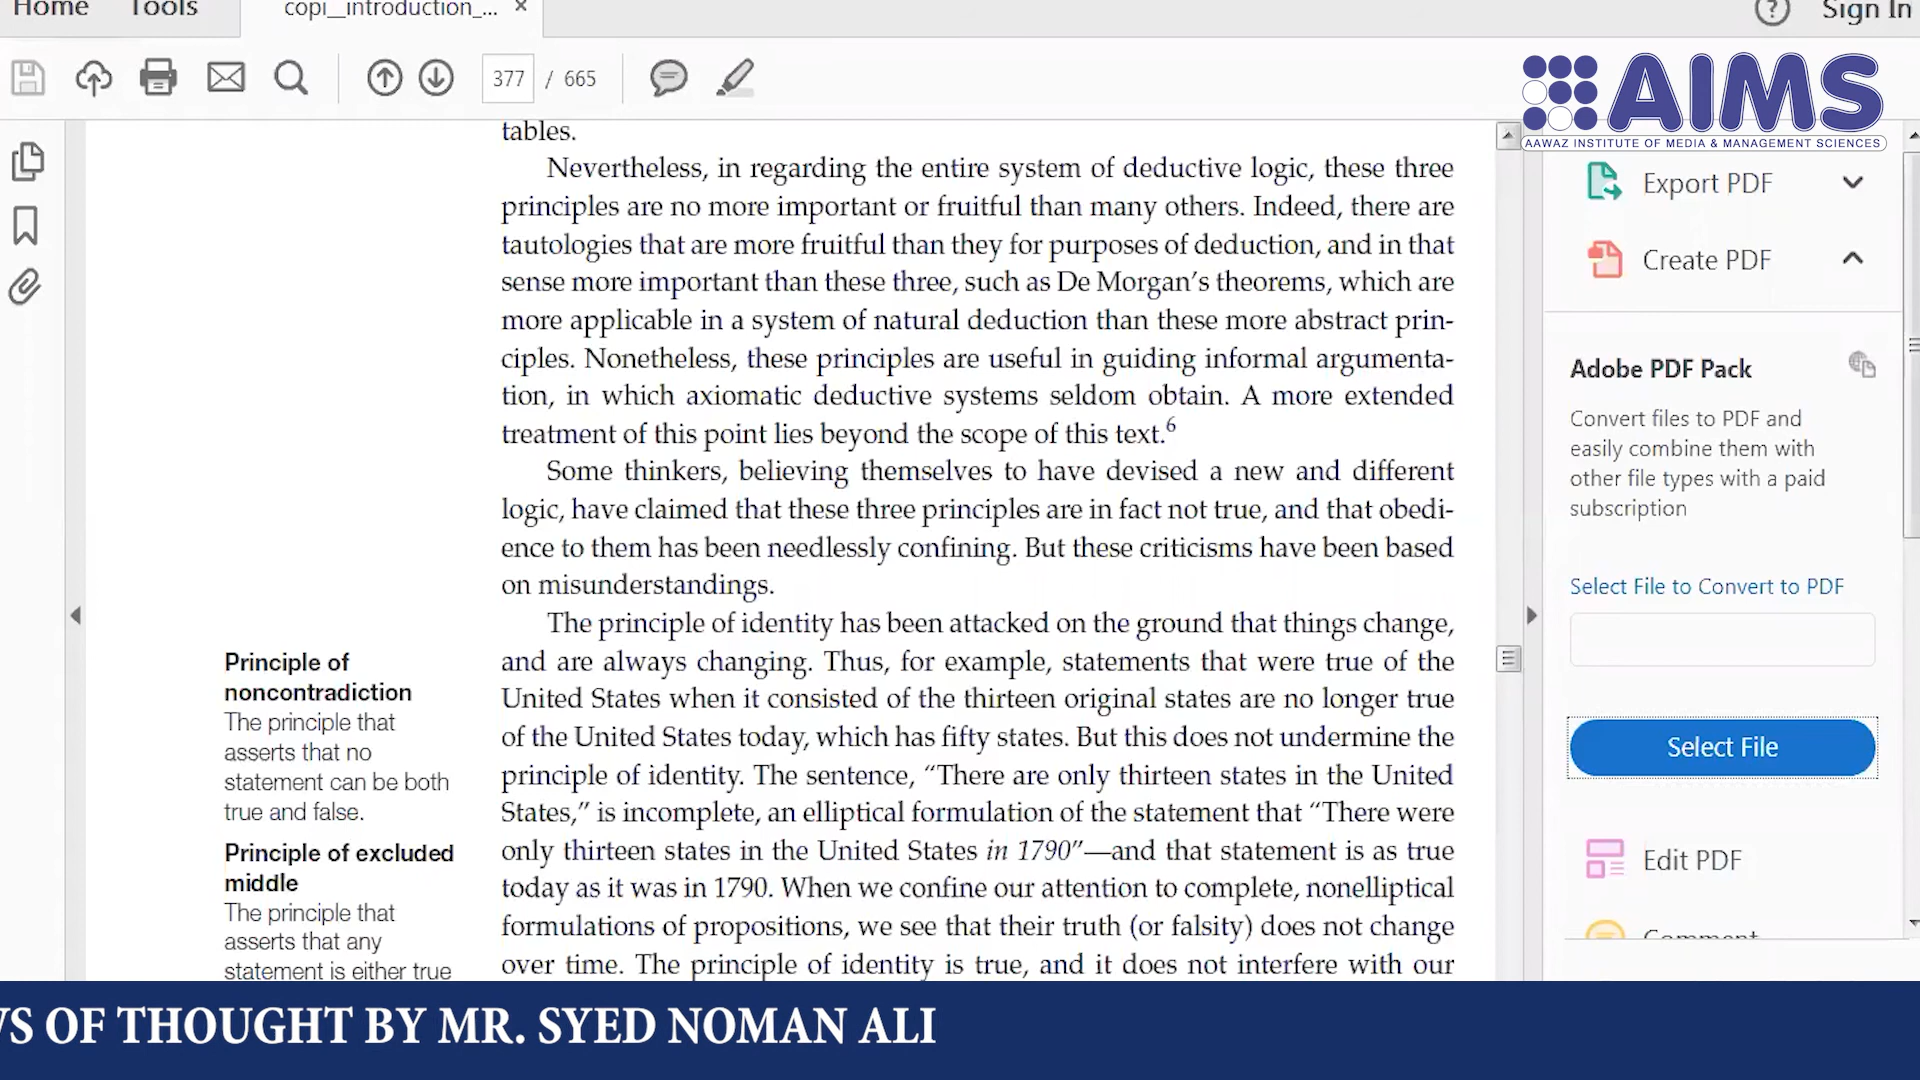 Home Tools copi__introduction_... ×
? Sign In
377 / 665
AIMS
AAWAZ INSTITUTE OF MEDIA & MANAGEMENT SCIENCES
tables.
Nevertheless, in regarding the entire system of deductive logic, these three
principles are no more important or fruitful than many others. Indeed, there are
tautologies that are more fruitful than they for purposes of deduction, and in that
sense more important than these three, such as De Morgan’s theorems, which are
more applicable in a system of natural deduction than these more abstract prin-
ciples. Nonetheless, these principles are useful in guiding informal argumenta-
tion, in which axiomatic deductive systems seldom obtain. A more extended
treatment of this point lies beyond the scope of this text.6
Some thinkers, believing themselves to have devised a new and different
logic, have claimed that these three principles are in fact not true, and that obedi-
ence to them has been needlessly confining. But these criticisms have been based
on misunderstandings.
The principle of identity has been attacked on the ground that things change,
and are always changing. Thus, for example, statements that were true of the
United States when it consisted of the thirteen original states are no longer true
of the United States today, which has fifty states. But this does not undermine the
principle of identity. The sentence, “There are only thirteen states in the United
States,” is incomplete, an elliptical formulation of the statement that “There were
only thirteen states in the United States in 1790”—and that statement is as true
today as it was in 1790. When we confine our attention to complete, nonelliptical
formulations of propositions, we see that their truth (or falsity) does not change
over time. The principle of identity is true, and it does not interfere with our
Principle of
noncontradiction
The principle that
asserts that no
statement can be both
true and false.
Principle of excluded
middle
The principle that
asserts that any
statement is either true
Export PDF
Create PDF
Adobe PDF Pack
Convert files to PDF and
easily combine them with
other file types with a paid
subscription
Select File to Convert to PDF
Select File
Edit PDF
Comment
WS OF THOUGHT BY MR. SYED NOMAN ALI